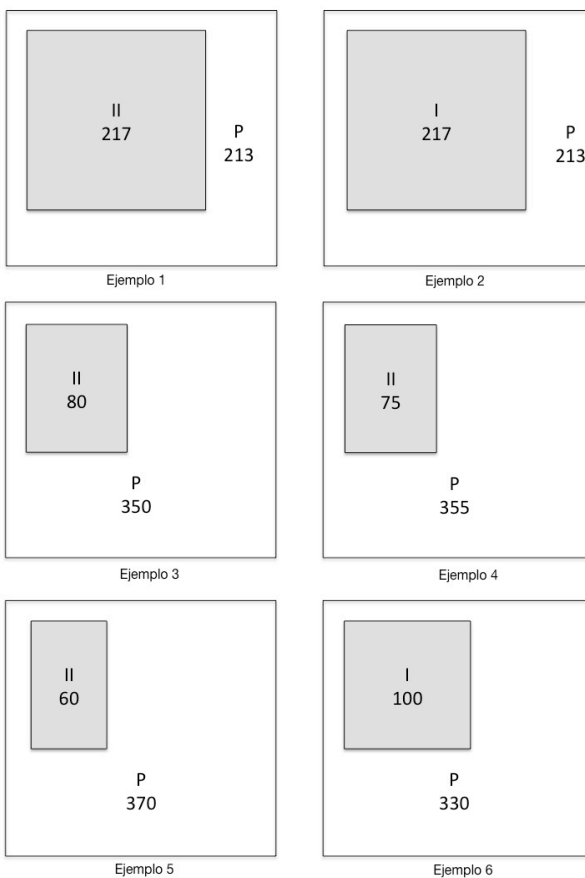 II
217
P
213
Ejemplo 1
I
217
P
213
Ejemplo 2
II
80
P
350
Ejemplo 3
II
75
P
355
Ejemplo 4
II
60
P
370
Ejemplo 5
I
100
P
330
Ejemplo 6